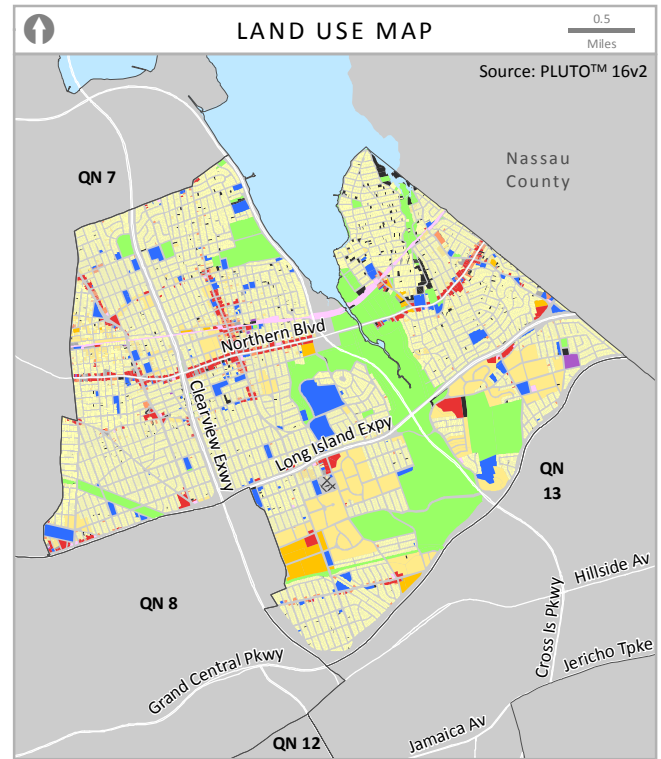 LAND USE MAP
0.5
Miles
Source: PLUTO™ 16v2
Nassau
County
QN 7
Northern Blvd
Clearview Exwy
Long Island Expy
QN
13
QN 8
Hillside Av
Cross Is Pkwy
Jericho Tpke
Grand Central Pkwy
Jamaica Av
QN 12